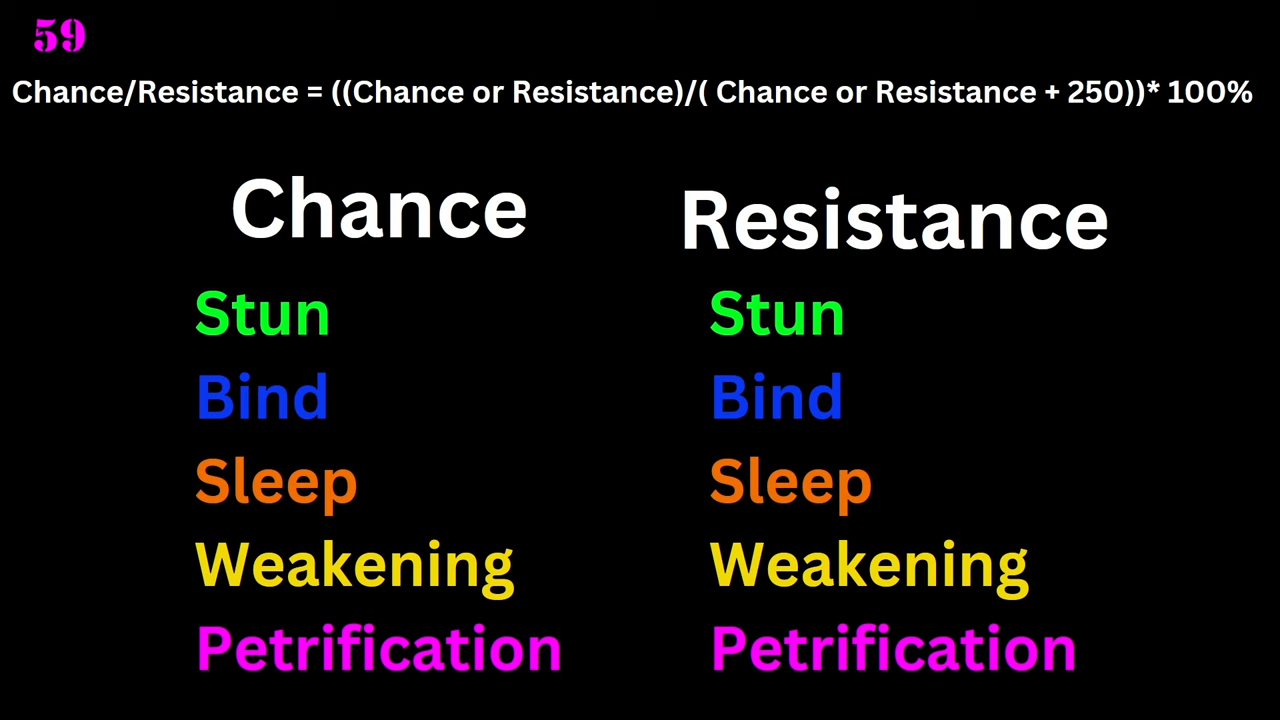 59
Chance/Resistance = ((Chance or Resistance)/( Chance or Resistance + 250))* 100%
Chance Resistance
Stun Stun
Bind Bind
Sleep Sleep
Weakening Weakening
Petrification Petrification